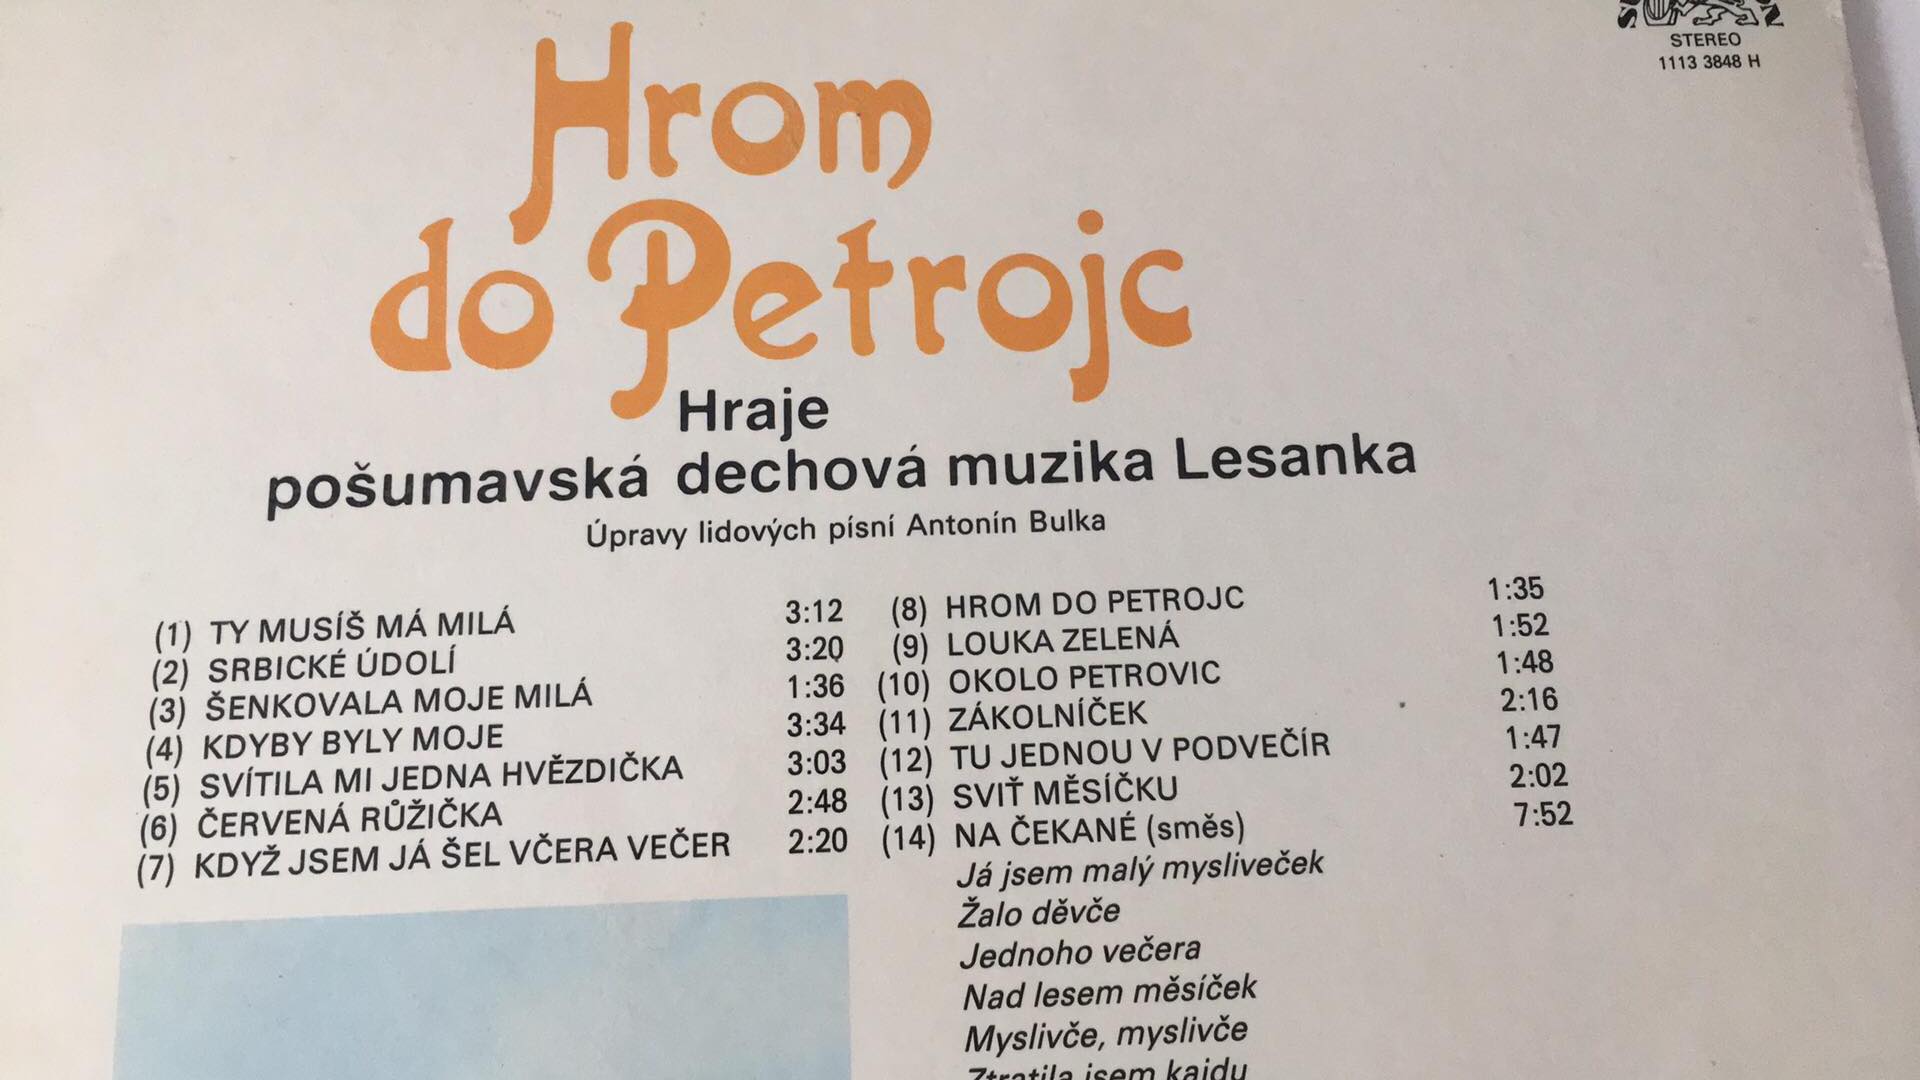 STEREO
1113 3848 H
Hrom
do Petrojc
Hraje
pošumavská dechová muzika Lesanka
Úpravy lidových písní Antonín Bulka
(1) TY MUSÍŠ MÁ MILÁ 3:12
(2) SRBICKÉ ÚDOLÍ 3:20
(3) ŠENKOVALA MOJE MILÁ 1:36
(4) KDYBY BYLY MOJE 3:34
(5) SVÍTILA MI JEDNA HVĚZDIČKA 3:03
(6) ČERVENÁ RŮŽIČKA 2:48
(7) KDYŽ JSEM JÁ ŠEL VČERA VEČER 2:20
(8) HROM DO PETROJC 1:35
(9) LOUKA ZELENÁ 1:52
(10) OKOLO PETROVIC 1:48
(11) ZÁKOLNÍČEK 2:16
(12) TU JEDNOU V PODVEČÍR 1:47
(13) SVIŤ MĚSÍČKU 2:02
(14) NA ČEKANÉ (směs) 7:52
Já jsem malý mysliveček
Žalo děvče
Jednoho večera
Nad lesem měsíček
Myslivče, myslivče
Ztratila jsem kajdu